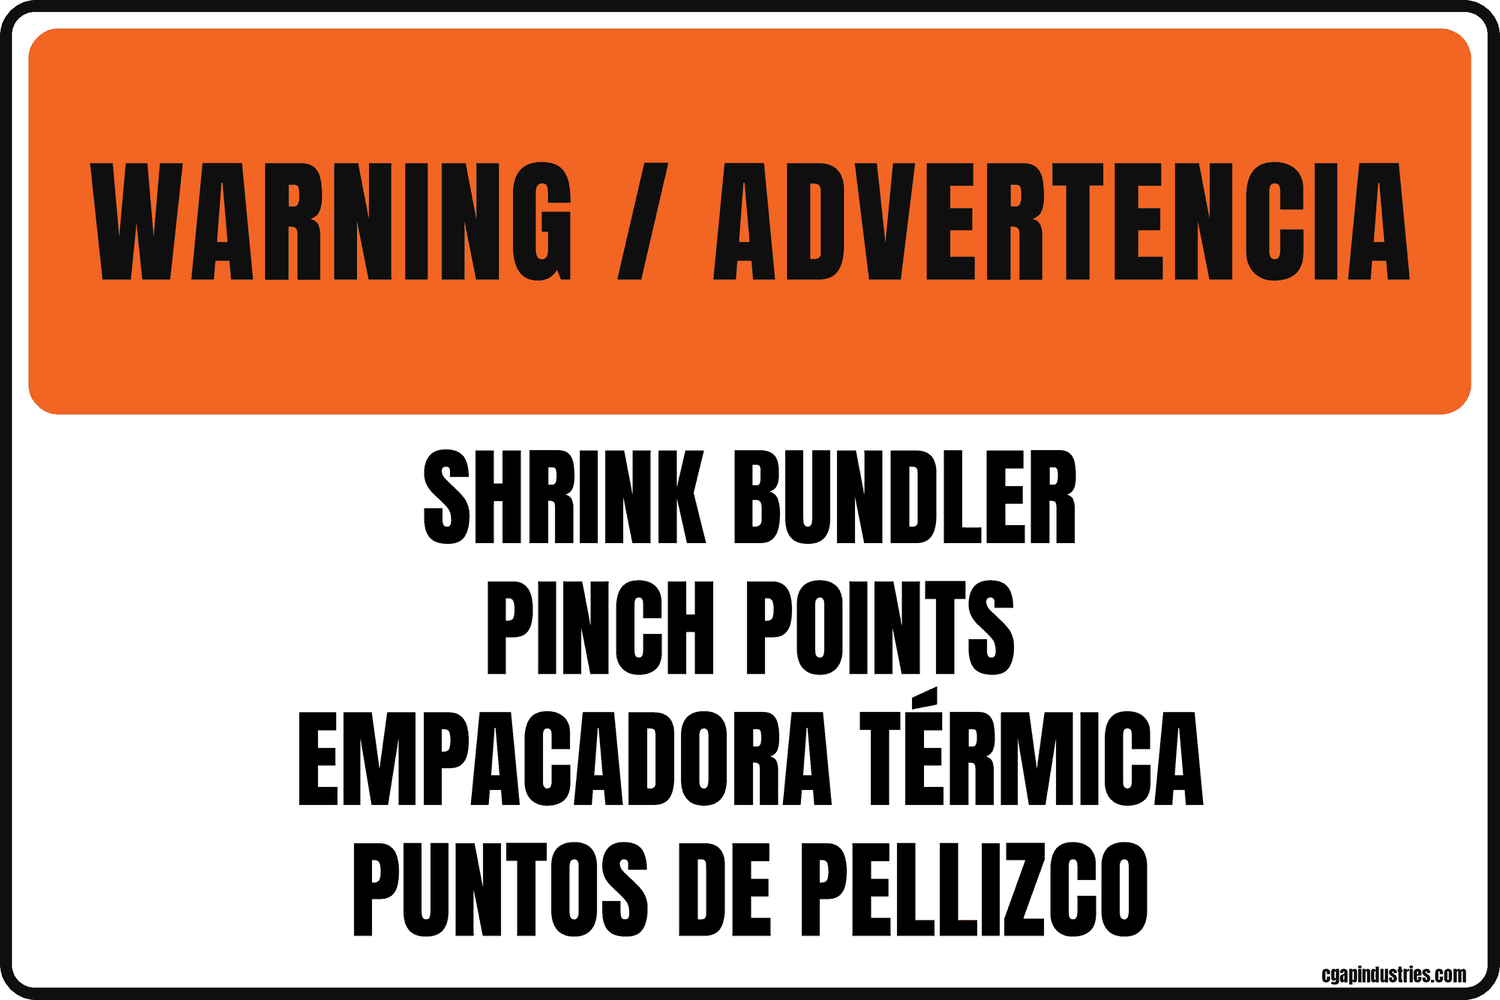 WARNING / ADVERTENCIA
SHRINK BUNDLER
PINCH POINTS
EMPACADORA TÉRMICA
PUNTOS DE PELLIZCO
cgapindustries.com